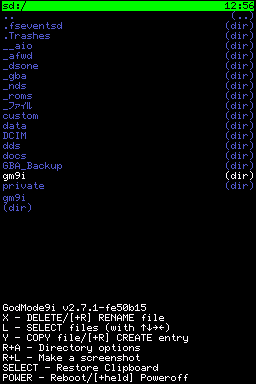 sd:/ 12:56
.. (..)
.fseventsd (dir)
.Trashes (dir)
__aio (dir)
_afwd (dir)
_dsone (dir)
_gba (dir)
_nds (dir)
_roms (dir)
_ファイル (dir)
custom (dir)
data (dir)
DCIM (dir)
dds (dir)
docs (dir)
GBA_Backup (dir)
gm9i (dir)
private (dir)
gm9i
(dir)
GodMode9i v2.7.1-fe50b15
X - DELETE/[+R] RENAME file
L - SELECT files (with ↑↓→←)
Y - COPY file/[+R] CREATE entry
R+A - Directory options
R+L - Make a screenshot
SELECT - Restore Clipboard
POWER - Reboot/[+held] Poweroff